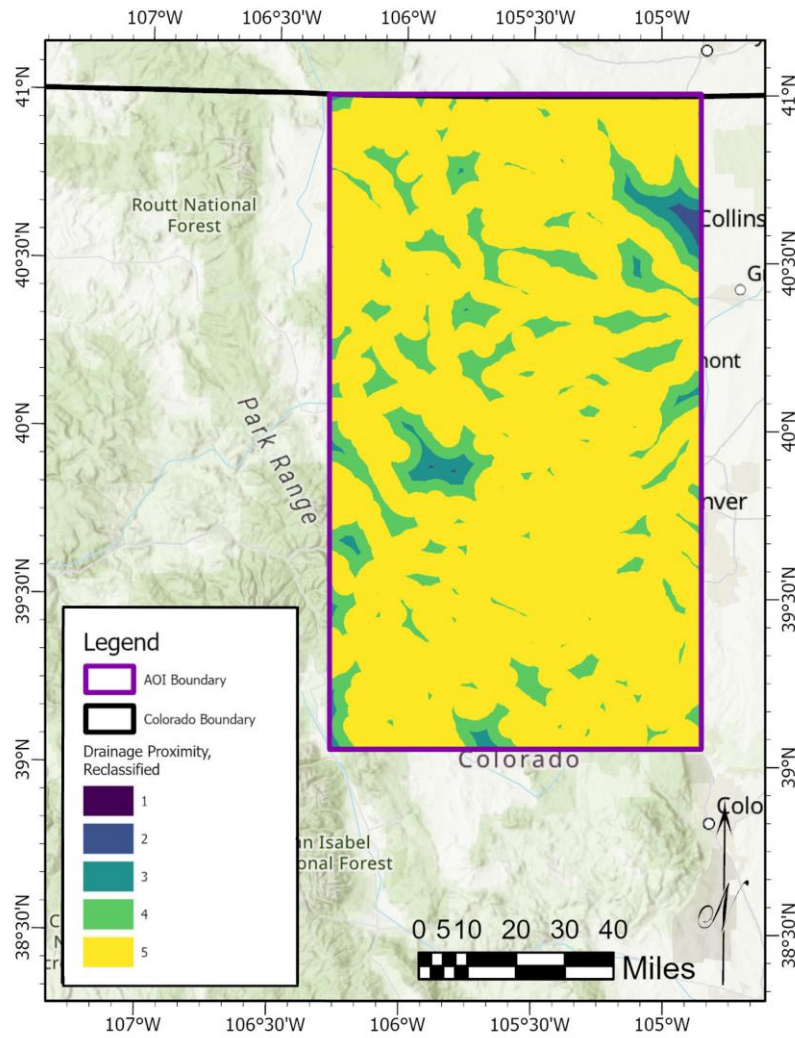 107°W 106°30'W 106°W 105°30'W 105°W
41°N 41°N
Routt National
Forest
Collins
40°30'N 40°30'N
G
mont
40°N 40°N
Park Range
nver
39°30'N 39°30'N
Legend
AOI Boundary
Colorado Boundary
Drainage Proximity,
Reclassified
1
2
3
4
5
39°N 39°N
Colorado
Colo
n Isabel
onal Forest
38°30'N 38°30'N
N
0 5 10 20 30 40
Miles
107°W 106°30'W 106°W 105°30'W 105°W